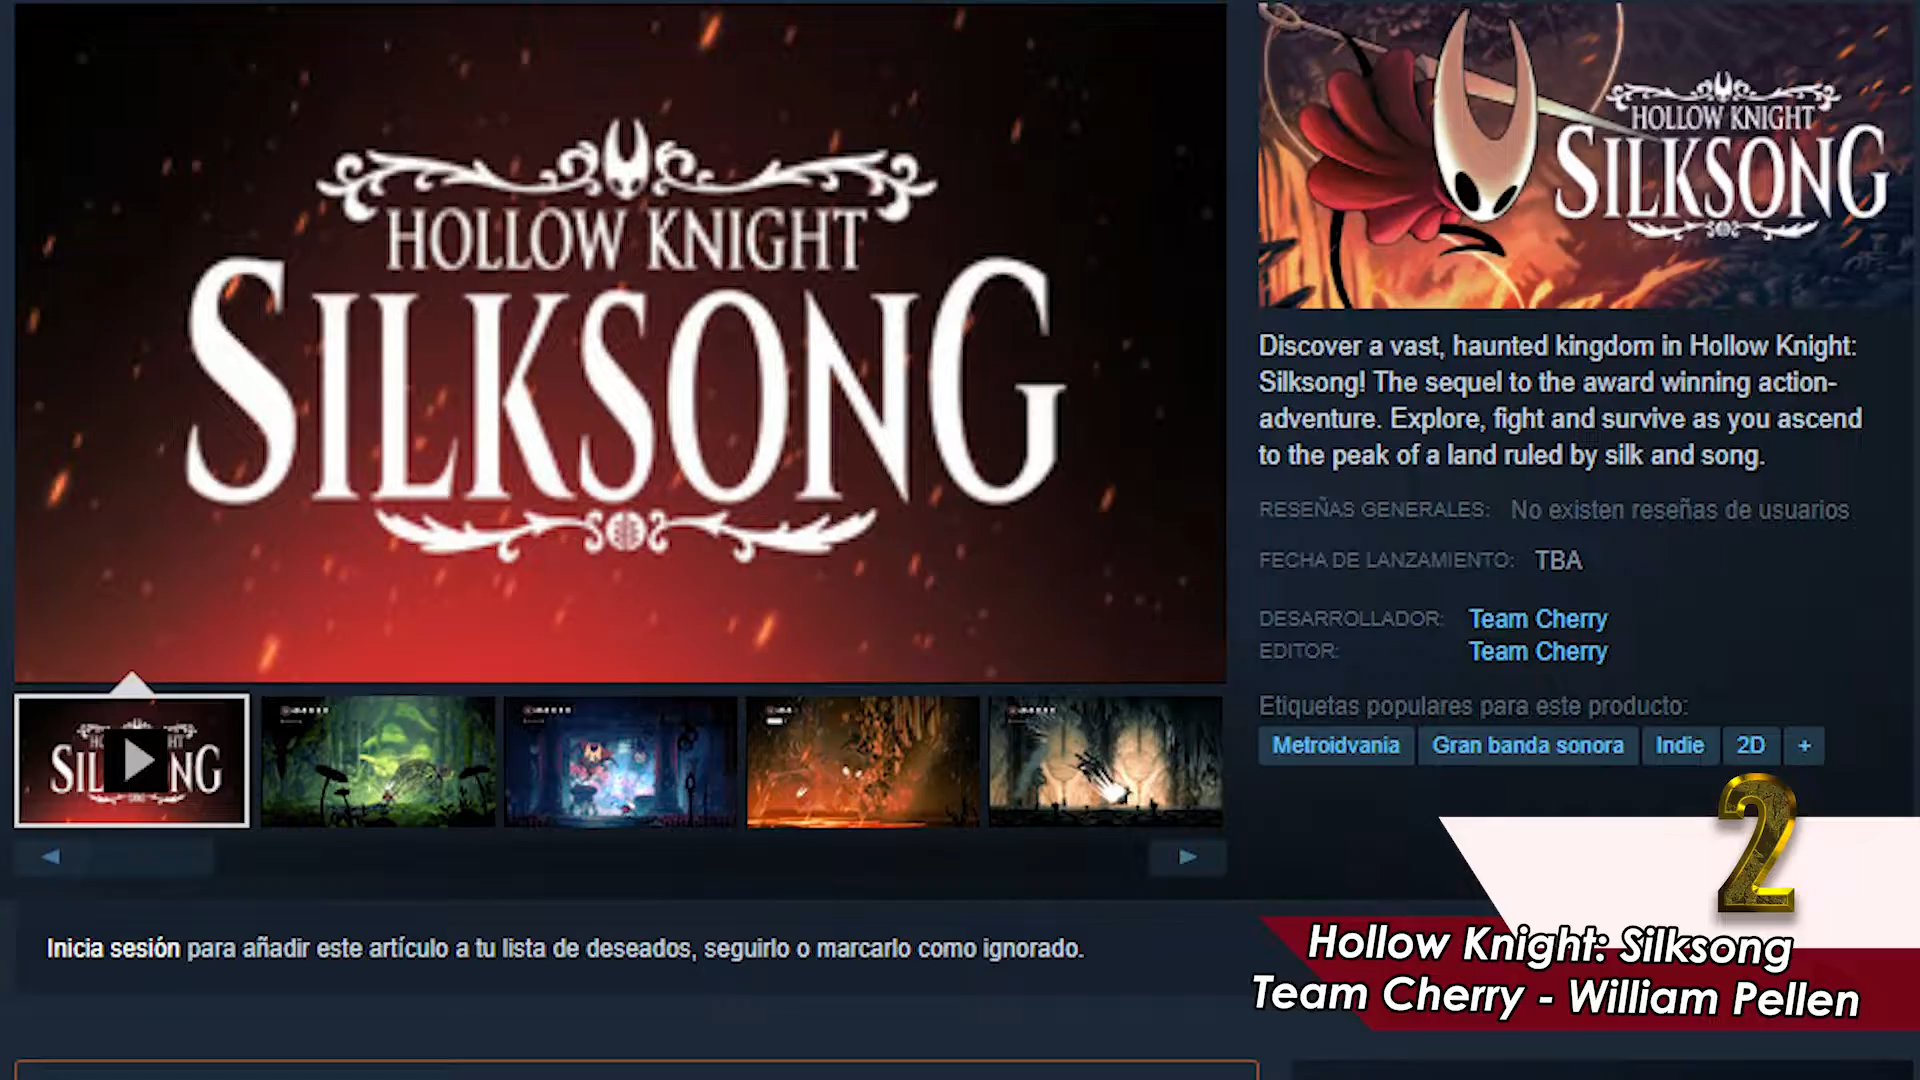 HOLLOW KNIGHT
SILKSONG
HOLLOW KNIGHT
SILKSONG
Discover a vast, haunted kingdom in Hollow Knight:
Silksong! The sequel to the award winning action-
adventure. Explore, fight and survive as you ascend
to the peak of a land ruled by silk and song.
RESEÑAS GENERALES: No existen reseñas de usuarios
FECHA DE LANZAMIENTO: TBA
DESARROLLADOR: Team Cherry
EDITOR: Team Cherry
Etiquetas populares para este producto:
Metroidvania Gran banda sonora Indie 2D +
Inicia sesión para añadir este artículo a tu lista de deseados, seguirlo o marcarlo como ignorado.
2
Hollow Knight: Silksong
Team Cherry - William Pellen